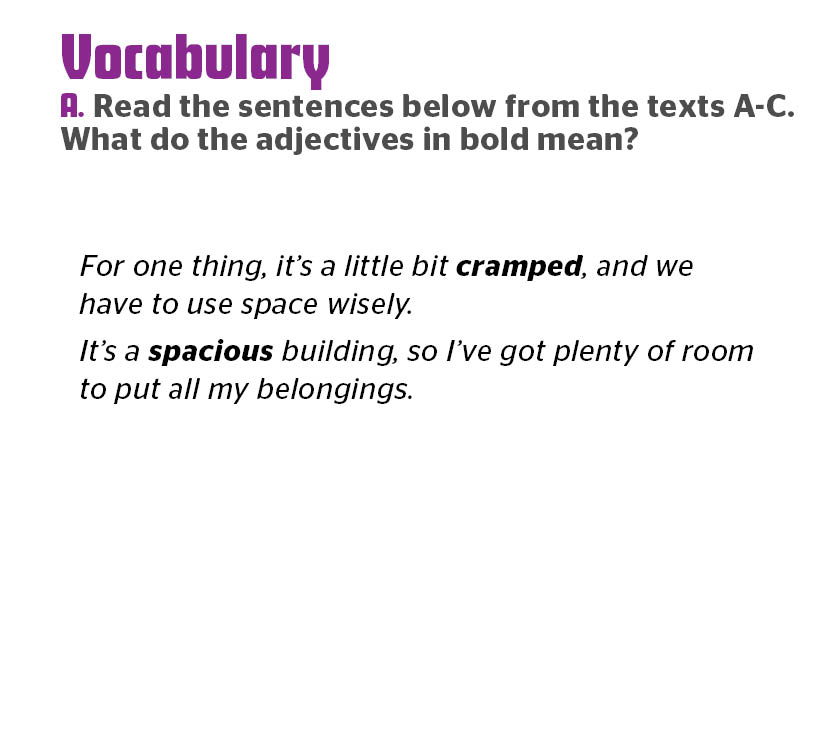 Vocabulary
A. Read the sentences below from the texts A-C.
What do the adjectives in bold mean?
For one thing, it's a little bit cramped, and we
have to use space wisely.
It's a spacious building, so I've got plenty of room
to put all my belongings.